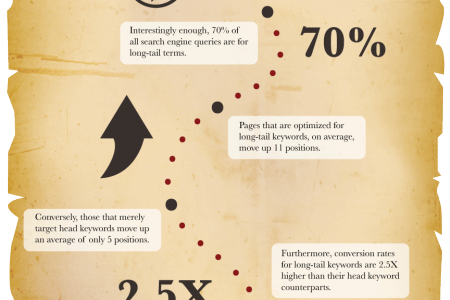 Interestingly enough, 70% of
all search engine queries are for
long-tail terms.
70%
Pages that are optimized for
long-tail keywords, on average,
move up 11 positions.
Conversely, those that merely
target head keywords move up
an average of only 5 positions.
Furthermore, conversion rates
for long-tail keywords are 2.5X
higher than their head keyword
counterparts.
2.5X